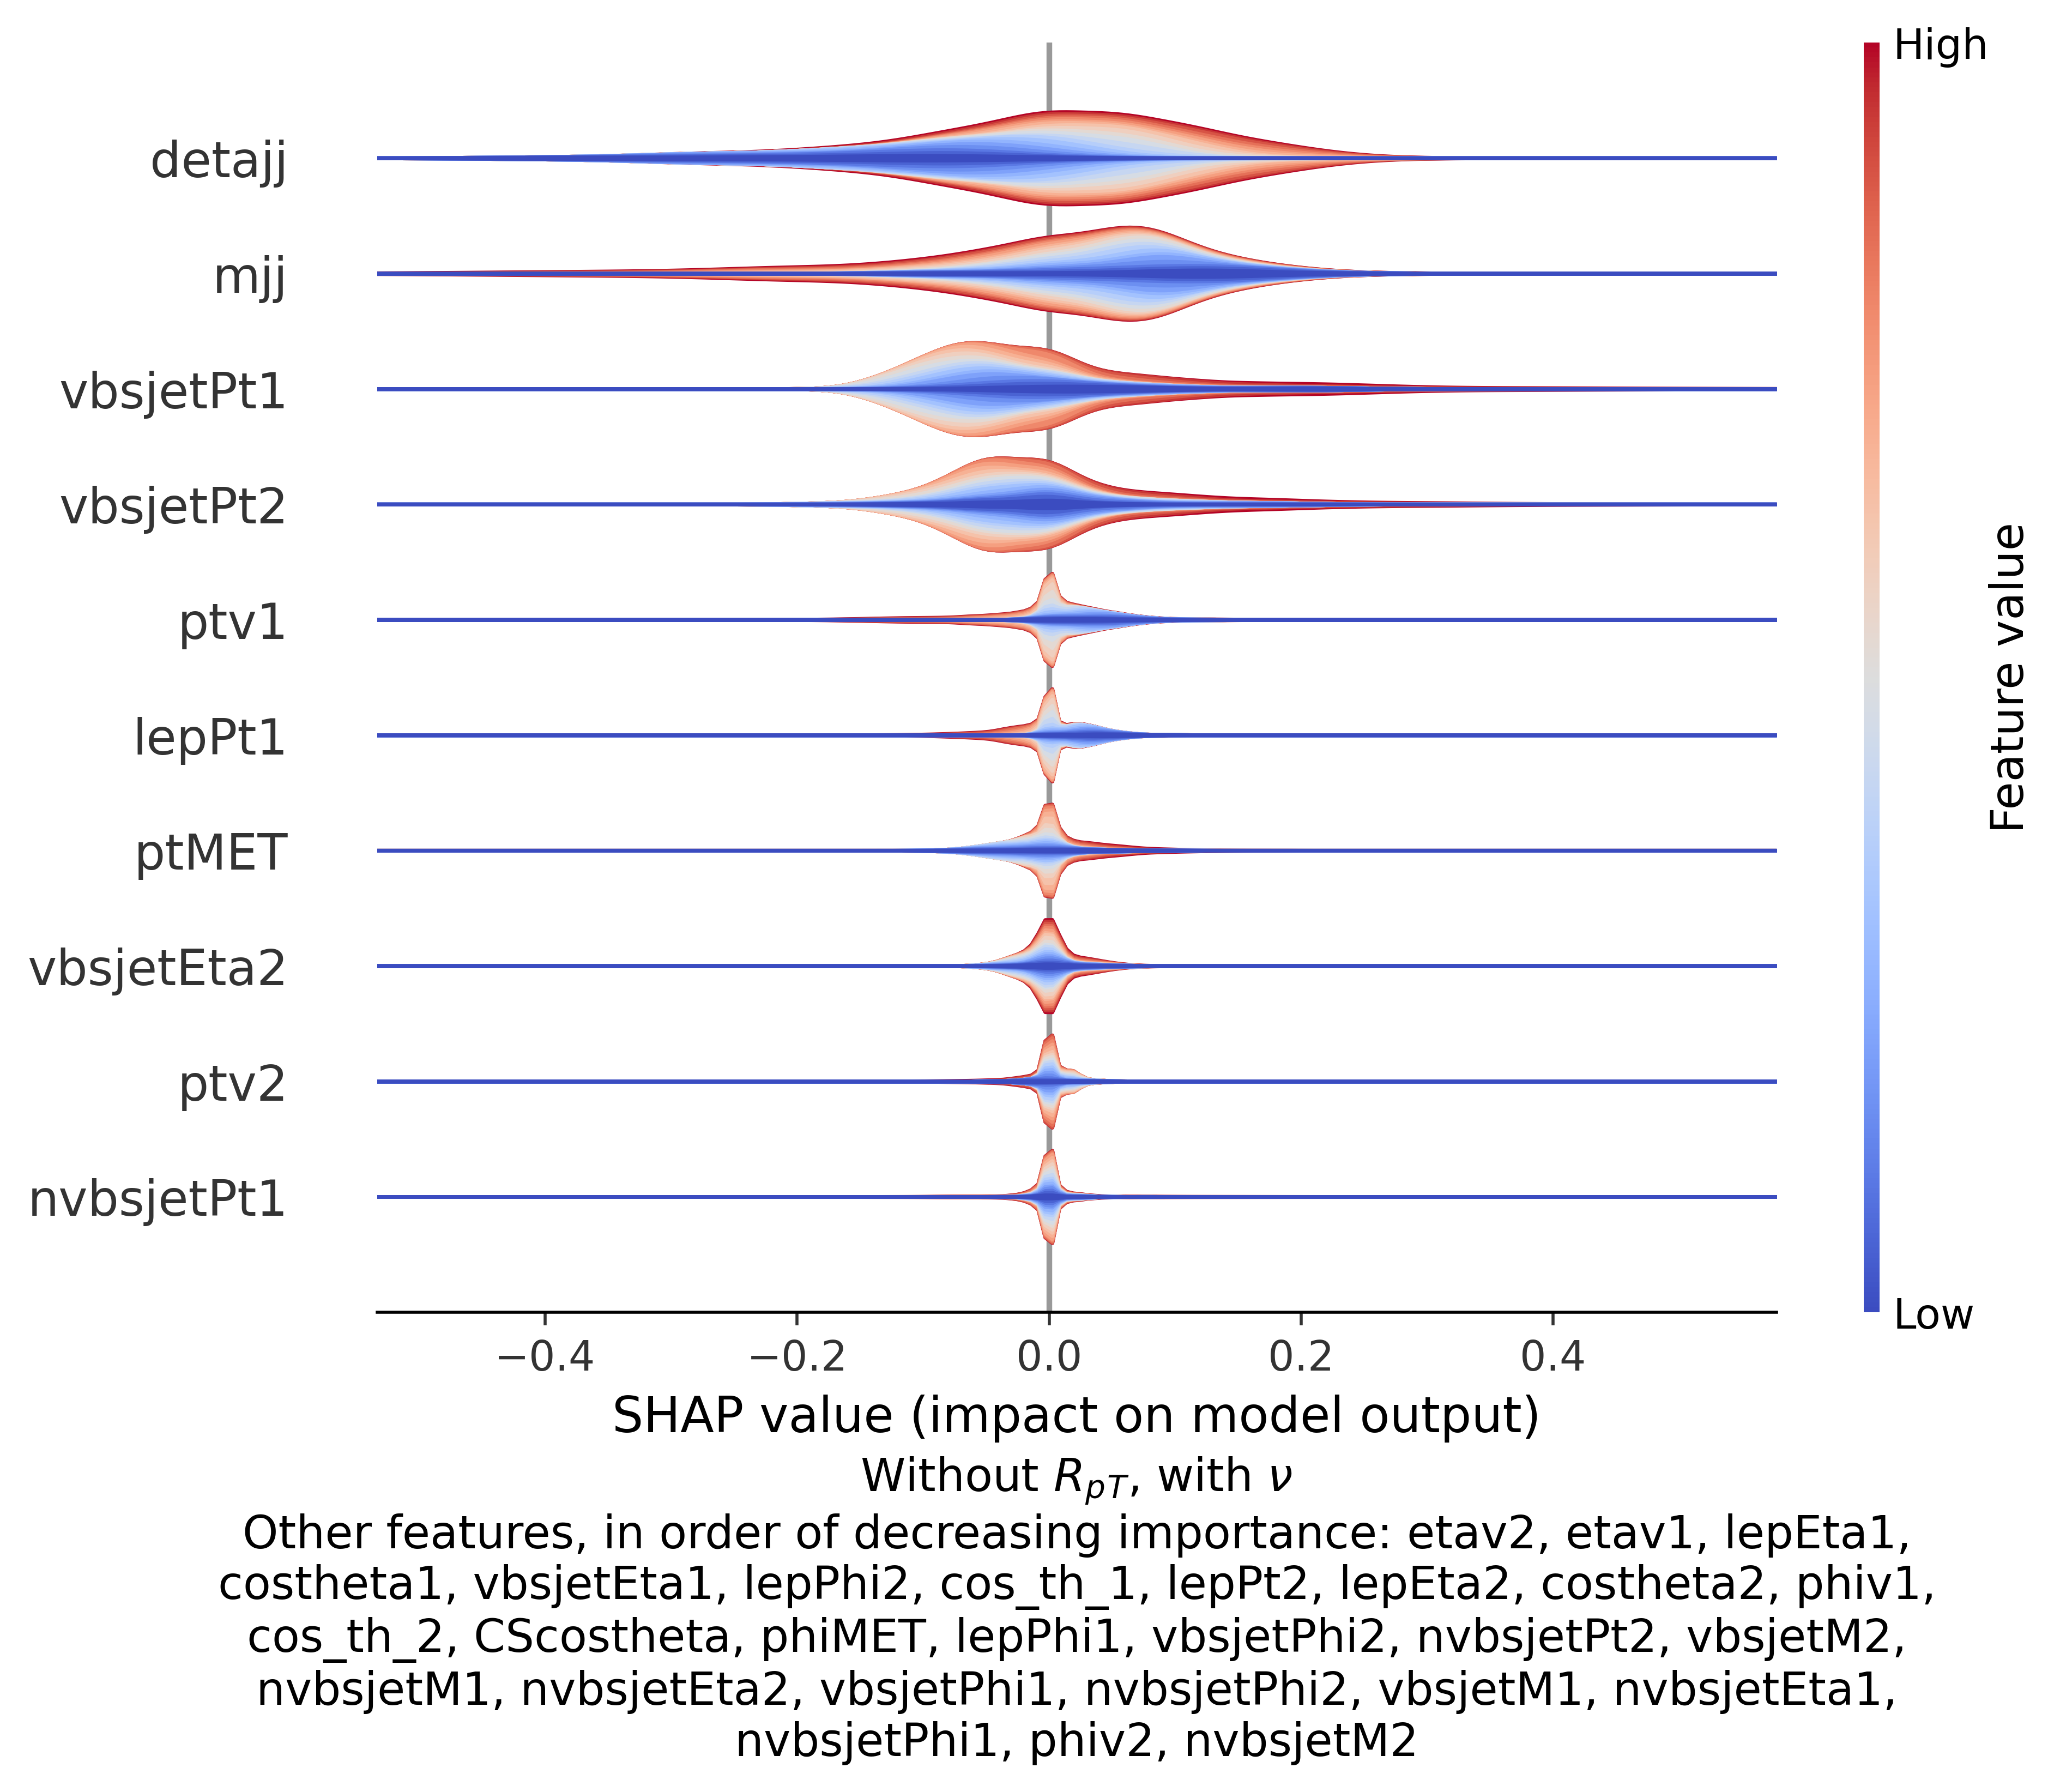 High
detajj
mjj
vbsjetPt1
vbsjetPt2
ptv1
lepPt1
ptMET
vbsjetEta2
ptv2
nvbsjetPt1
Feature value
Low
−0.4 −0.2 0.0 0.2 0.4
SHAP value (impact on model output)
Without $R_{pT}$, with ν
Other features, in order of decreasing importance: etav2, etav1, lepEta1,
costheta1, vbsjetEta1, lepPhi2, cos_th_1, lepPt2, lepEta2, costheta2, phiv1,
cos_th_2, CScostheta, phiMET, lepPhi1, vbsjetPhi2, nvbsjetPt2, vbsjetM2,
nvbsjetM1, nvbsjetEta2, vbsjetPhi1, nvbsjetPhi2, vbsjetM1, nvbsjetEta1,
nvbsjetPhi1, phiv2, nvbsjetM2